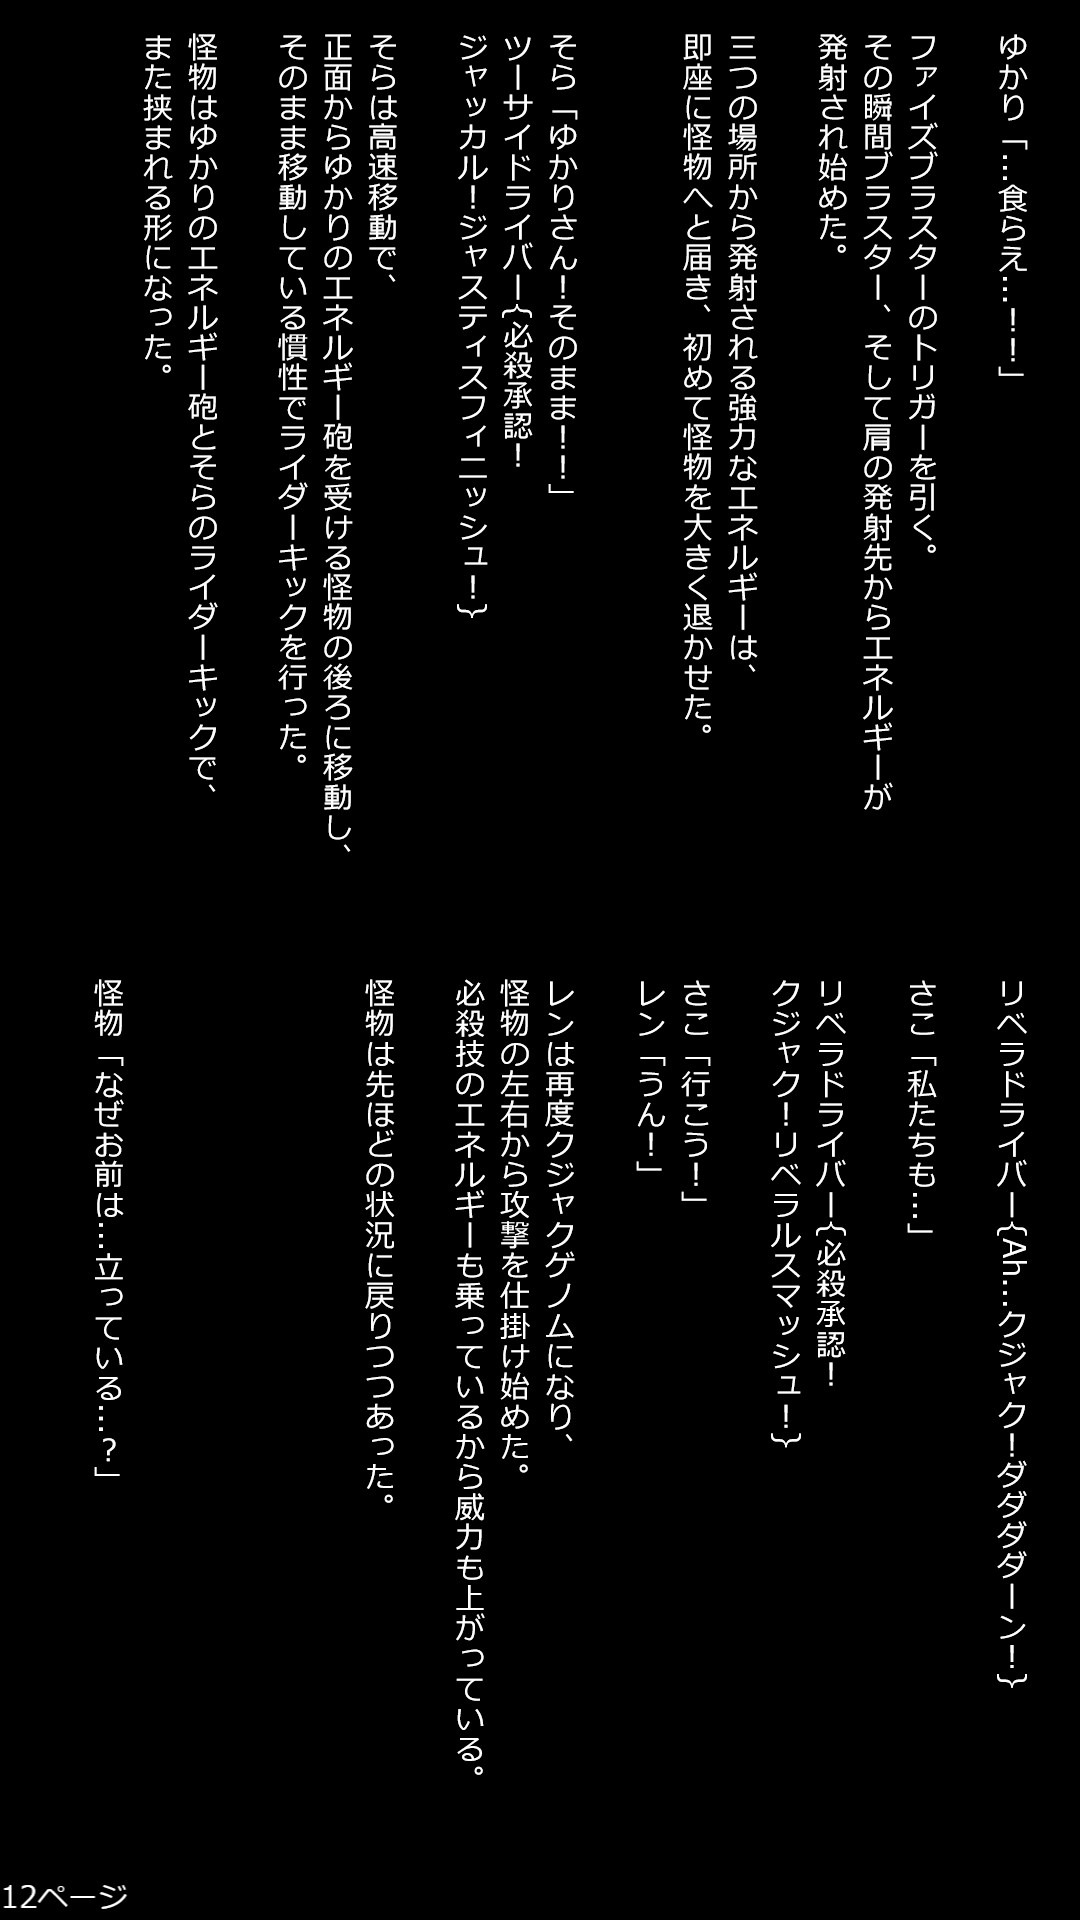 ゆかり「…食らえ…！！」
ファイズブラスターのトリガーを引く。
その瞬間ブラスター、そして肩の発射先からエネルギーが
発射され始めた。
三つの場所から発射される強力なエネルギーは、
即座に怪物へと届き、初めて怪物を大きく退かせた。
そら「ゆかりさん！そのまま！！」
ツーサイドライバー{必殺承認！
ジャッカル！ジャスティスフィニッシュ！}
そらは高速移動で、
正面からゆかりのエネルギー砲を受ける怪物の後ろに移動し、
そのまま移動している慣性でライダーキックを行った。
怪物はゆかりのエネルギー砲とそらのライダーキックで、
また挟まれる形になった。
リベラドライバー{Ah…クジャク！ダダダダーン！}
さこ「私たちも…」
リベラドライバー{必殺承認！
クジャク！リベラルスマッシュ！}
さこ「行こう！」
レン「うん！」
レンは再度クジャクゲノムになり、
怪物の左右から攻撃を仕掛け始めた。
必殺技のエネルギーも乗っているから威力も上がっている。
怪物は先ほどの状況に戻りつつあった。
怪物「なぜお前は…立っている…？」
12ページ